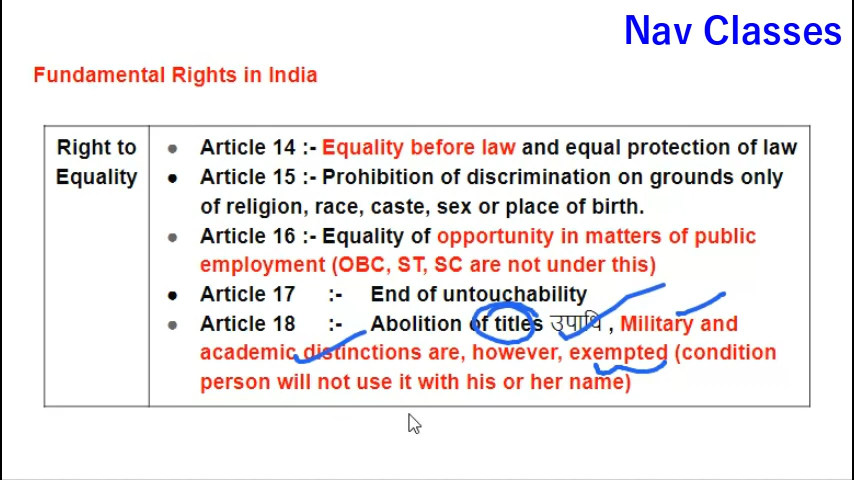 Nav Classes
Fundamental Rights in India
Right to
Equality
● Article 14 :- Equality before law and equal protection of law
● Article 15 :- Prohibition of discrimination on grounds only
of religion, race, caste, sex or place of birth.
● Article 16 :- Equality of opportunity in matters of public
employment (OBC, ST, SC are not under this)
● Article 17 :- End of untouchability
● Article 18 :- Abolition of titles उपाधि , Military and
academic distinctions are, however, exempted (condition
person will not use it with his or her name)